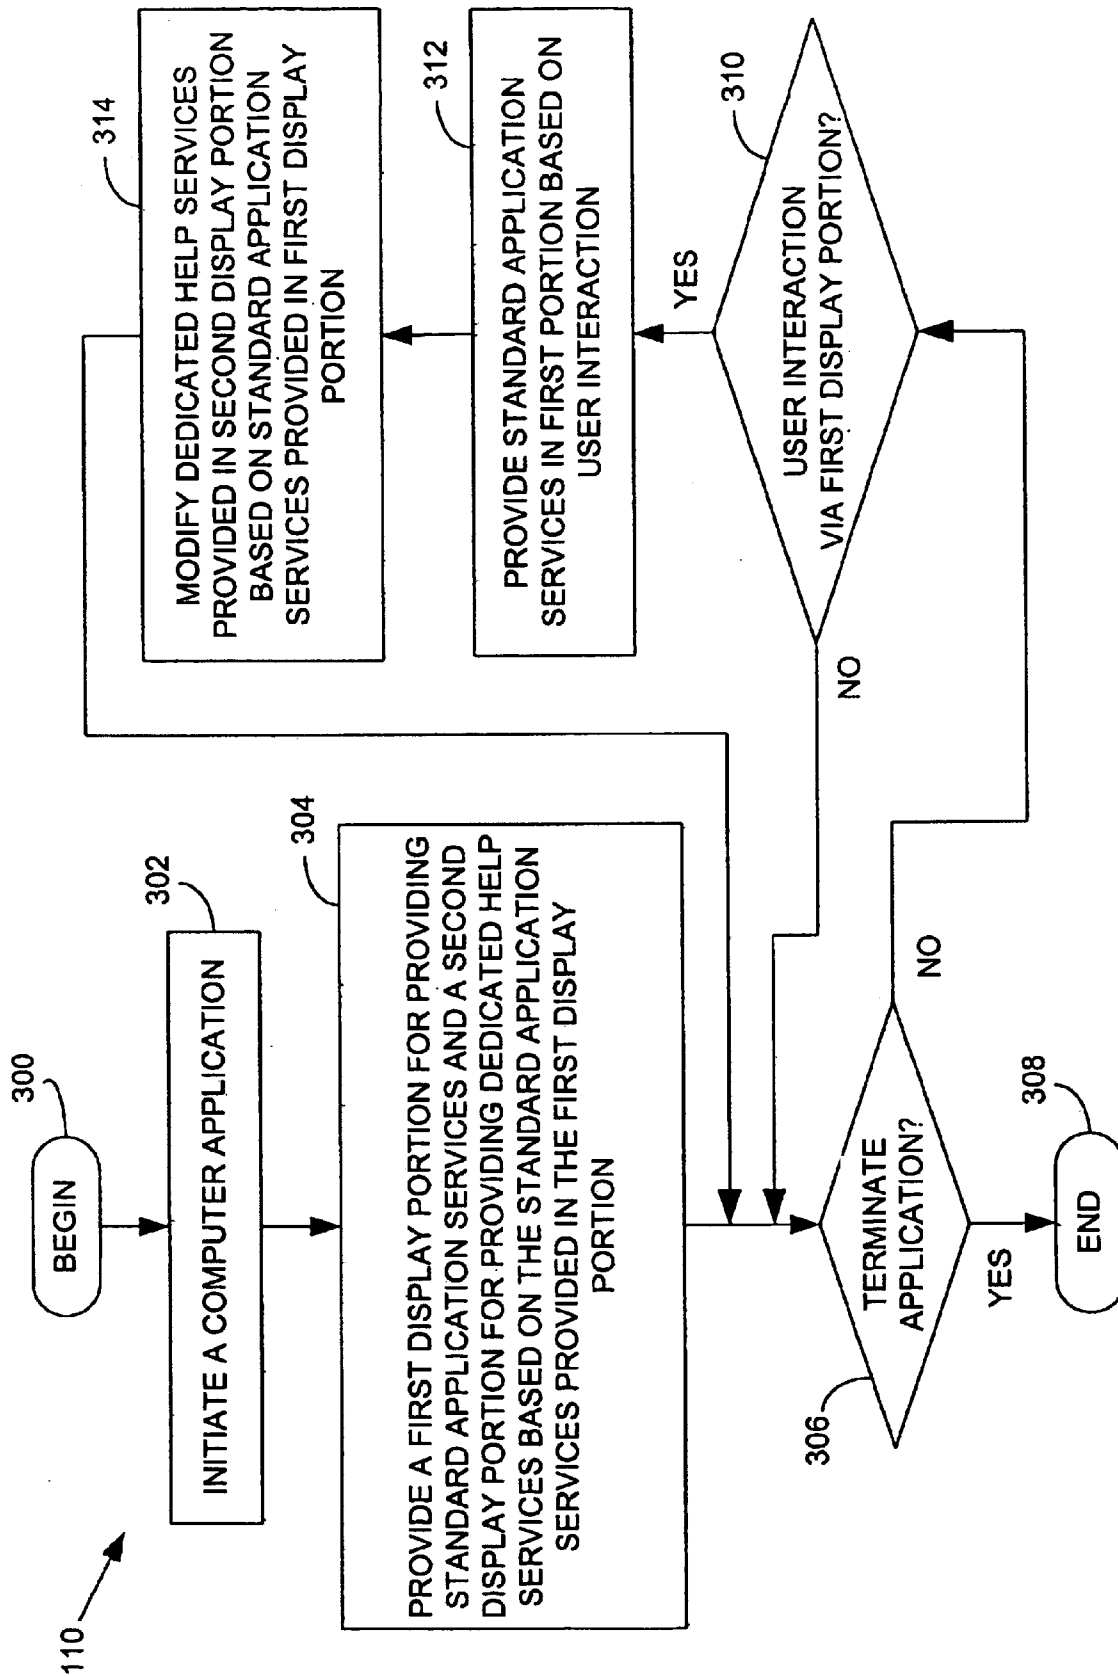 110
300
BEGIN
302
INITIATE A COMPUTER APPLICATION
304
PROVIDE A FIRST DISPLAY PORTION FOR PROVIDING
STANDARD APPLICATION SERVICES AND A SECOND
DISPLAY PORTION FOR PROVIDING DEDICATED HELP
SERVICES BASED ON THE STANDARD APPLICATION
SERVICES PROVIDED IN THE FIRST DISPLAY
PORTION
306
TERMINATE
APPLICATION?
NO
YES
308
END
314
MODIFY DEDICATED HELP SERVICES
PROVIDED IN SECOND DISPLAY PORTION
BASED ON STANDARD APPLICATION
SERVICES PROVIDED IN FIRST DISPLAY
PORTION
312
PROVIDE STANDARD APPLICATION
SERVICES IN FIRST PORTION BASED ON
USER INTERACTION
YES
310
USER INTERACTION
VIA FIRST DISPLAY PORTION?
NO